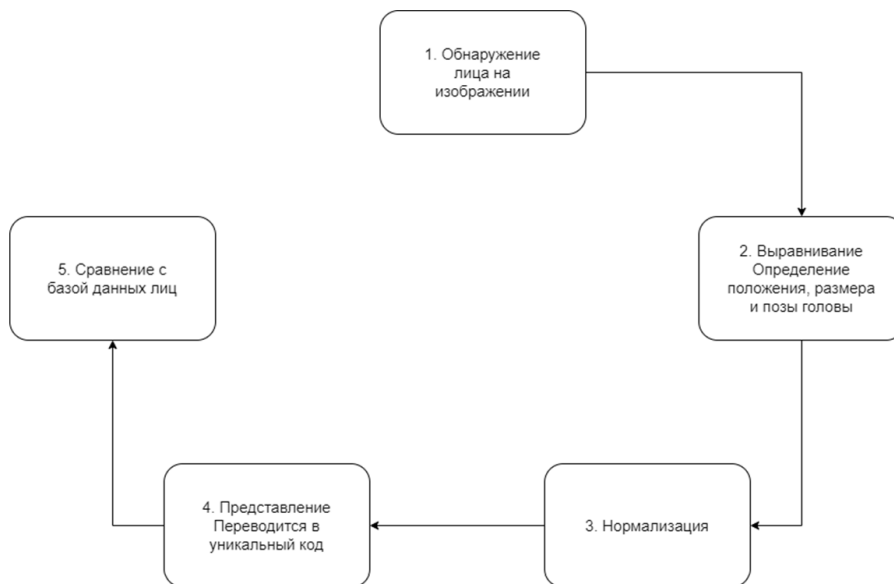 1. Обнаружение
лица на
изображении
2. Выравнивание
Определение
положения, размера
и позы головы
3. Нормализация
4. Представление
Переводится в
уникальный код
5. Сравнение с
базой данных лиц